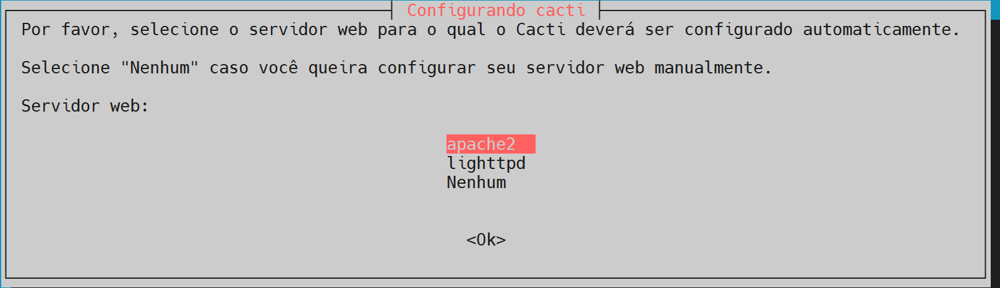 Configurando cacti
Por favor, selecione o servidor web para o qual o Cacti deverá ser configurado automaticamente.
Selecione "Nenhum" caso você queira configurar seu servidor web manualmente.
Servidor web:
apache2
lighttpd
Nenhum
<Ok>